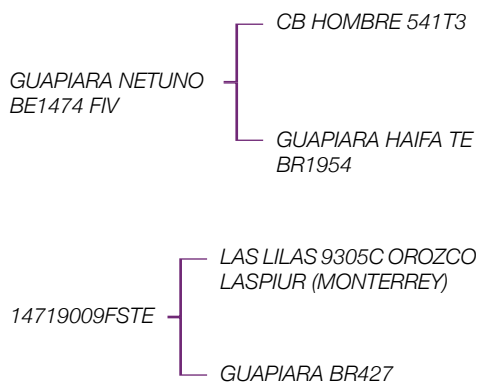 CB HOMBRE 541T3
GUAPIARA NETUNO
BE1474 FIV
GUAPIARA HAIFA TE
BR1954
LAS LILAS 9305C OROZCO
LASPIUR (MONTERREY)
14719009FSTE
GUAPIARA BR427